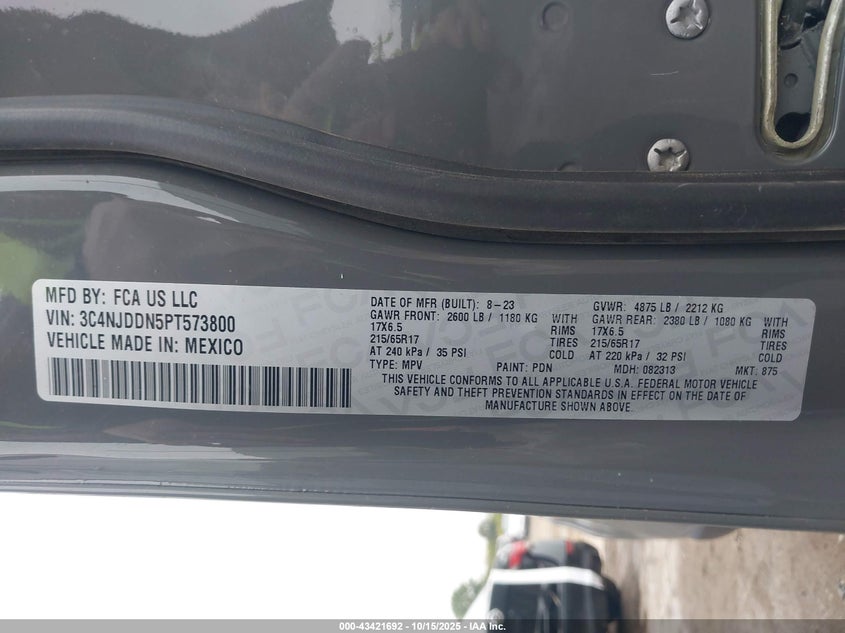 MFD BY: FCA US LLC
VIN: 3C4NJDDN5PT573800
VEHICLE MADE IN: MEXICO
DATE OF MFR (BUILT): 8-23
GAWR FRONT: 2600 LB / 1180 KG WITH
17X6.5 RIMS
215/65R17 TIRES
AT 240 kPa / 35 PSI COLD
TYPE: MPV PAINT: PDN
GVWR: 4875 LB / 2212 KG
GAWR REAR: 2380 LB / 1080 KG WITH
17X6.5 RIMS
215/65R17 TIRES
AT 220 kPa / 32 PSI COLD
MDH: 082313 MKT: 875
THIS VEHICLE CONFORMS TO ALL APPLICABLE U.S.A. FEDERAL MOTOR VEHICLE
SAFETY AND THEFT PREVENTION STANDARDS IN EFFECT ON THE DATE OF
MANUFACTURE SHOWN ABOVE.
000-43421692 - 10/15/2025 - IAA Inc.